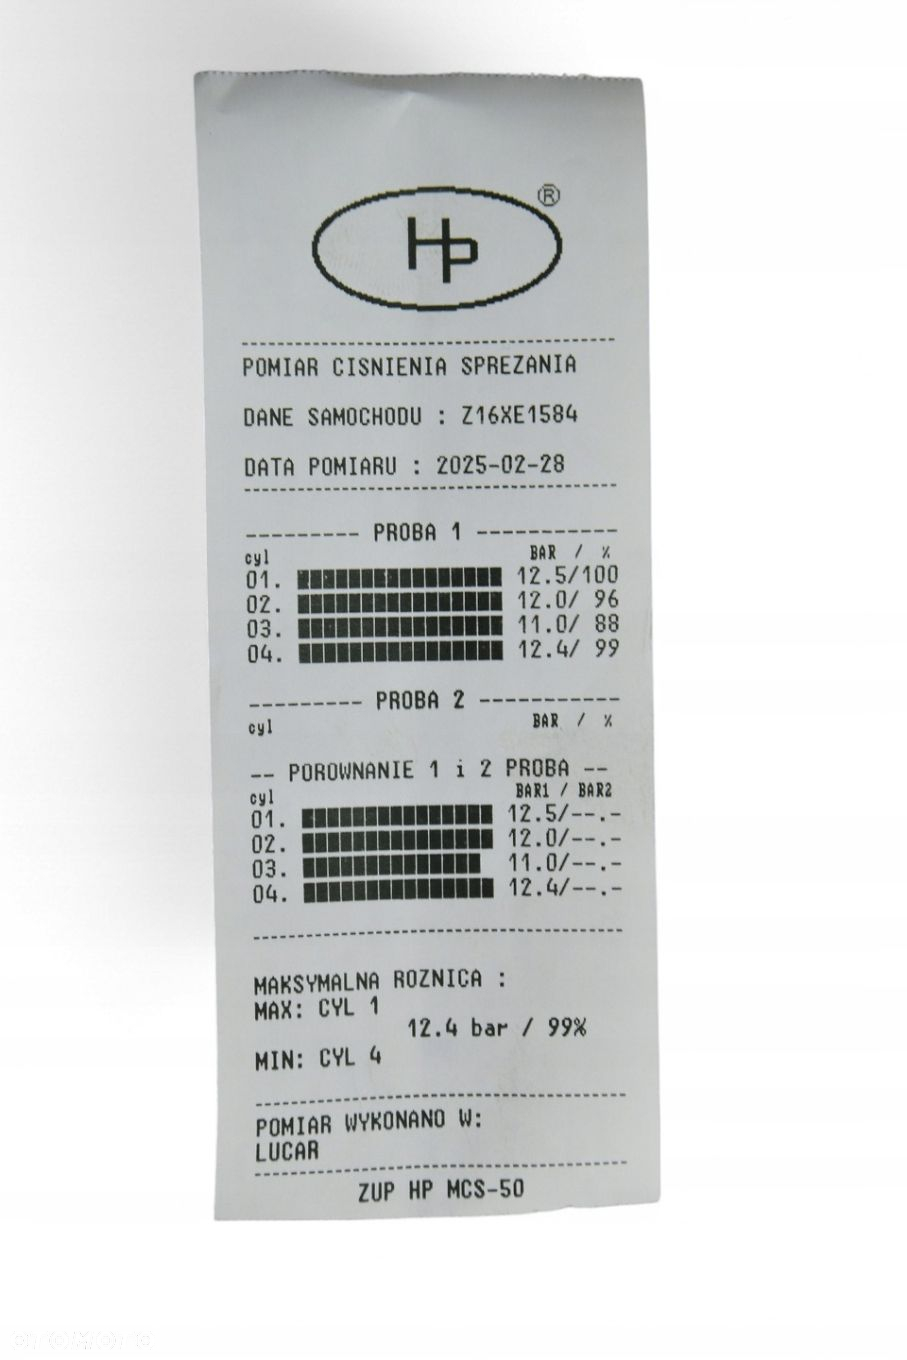 HP ®
POMIAR CISNIENIA SPREZANIA
DANE SAMOCHODU : Z16XE1584
DATA POMIARU : 2025-02-28
--------- PROBA 1 -----------
cyl BAR / %
01. 12.5/100
02. 12.0/ 96
03. 11.0/ 88
04. 12.4/ 99
--------- PROBA 2 -----------
cyl BAR / %
-- POROWNANIE 1 i 2 PROBA --
cyl BAR1 / BAR2
01. 12.5/--.-
02. 12.0/--.-
03. 11.0/--.-
04. 12.4/--.-
MAKSYMALNA ROZNICA :
MAX: CYL 1
12.4 bar / 99%
MIN: CYL 4
POMIAR WYKONANO W:
LUCAR
ZUP HP MCS-50